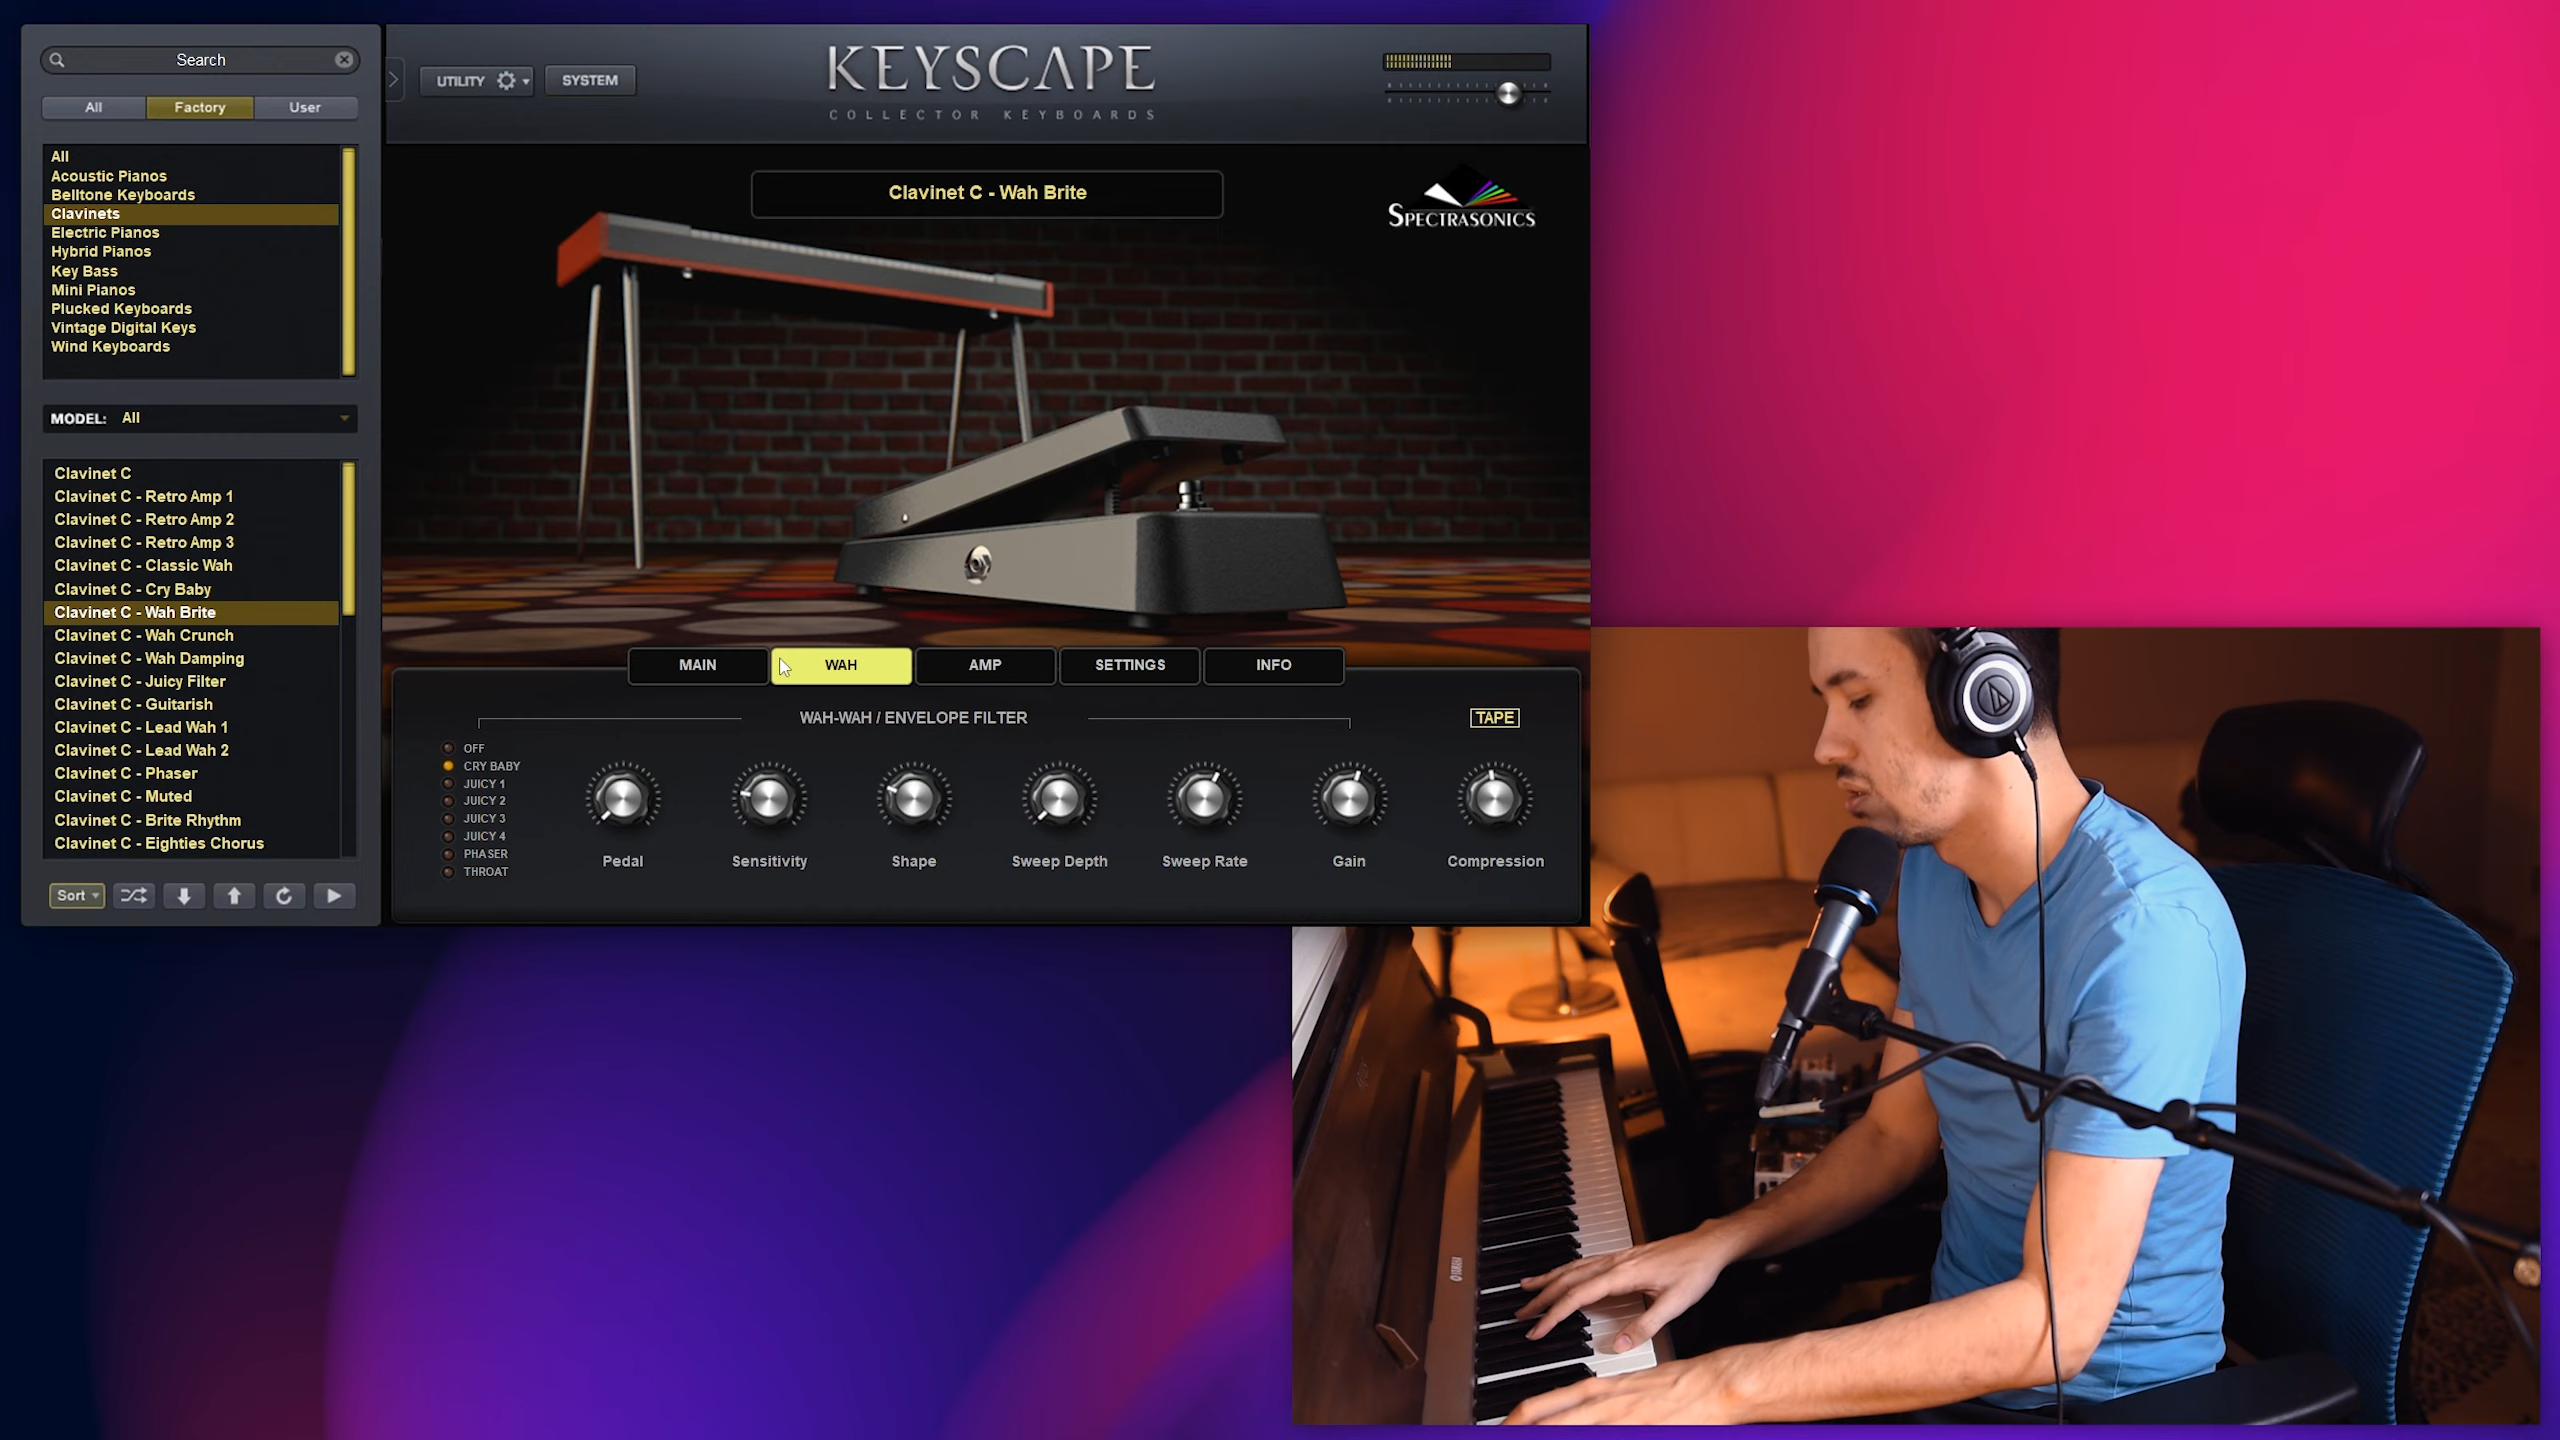 Search
All
Factory
User
All
Acoustic Pianos
Belltone Keyboards
Clavinets
Electric Pianos
Hybrid Pianos
Key Bass
Mini Pianos
Plucked Keyboards
Vintage Digital Keys
Wind Keyboards
MODEL: All
Clavinet C
Clavinet C - Retro Amp 1
Clavinet C - Retro Amp 2
Clavinet C - Retro Amp 3
Clavinet C - Classic Wah
Clavinet C - Cry Baby
Clavinet C - Wah Brite
Clavinet C - Wah Crunch
Clavinet C - Wah Damping
Clavinet C - Juicy Filter
Clavinet C - Guitarish
Clavinet C - Lead Wah 1
Clavinet C - Lead Wah 2
Clavinet C - Phaser
Clavinet C - Muted
Clavinet C - Brite Rhythm
Clavinet C - Eighties Chorus
Sort
UTILITY
SYSTEM
KEYSCAPE
COLLECTOR KEYBOARDS
Clavinet C - Wah Brite
SPECTRASONICS
MAIN
WAH
AMP
SETTINGS
INFO
WAH-WAH / ENVELOPE FILTER
TAPE
OFF
CRY BABY
JUICY 1
JUICY 2
JUICY 3
JUICY 4
PHASER
THROAT
Pedal
Sensitivity
Shape
Sweep Depth
Sweep Rate
Gain
Compression
YAMAHA